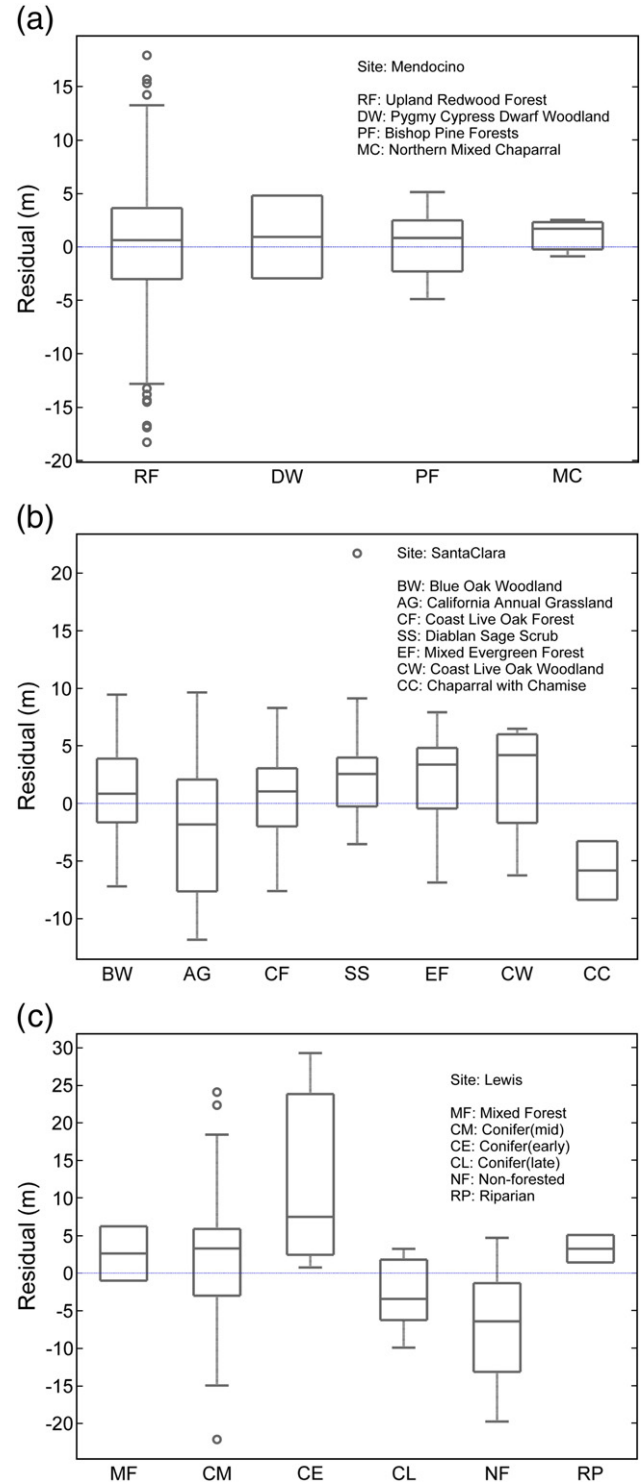 (a)
15
10
5
0
-5
-10
-15
-20
Residual (m)
Site: Mendocino
RF: Upland Redwood Forest
DW: Pygmy Cypress Dwarf Woodland
PF: Bishop Pine Forests
MC: Northern Mixed Chaparral
RF DW PF MC
(b)
20
15
10
5
0
-5
-10
Residual (m)
Site: SantaClara
BW: Blue Oak Woodland
AG: California Annual Grassland
CF: Coast Live Oak Forest
SS: Diablan Sage Scrub
EF: Mixed Evergreen Forest
CW: Coast Live Oak Woodland
CC: Chaparral with Chamise
BW AG CF SS EF CW CC
(c)
30
25
20
15
10
5
0
-5
-10
-15
-20
Residual (m)
Site: Lewis
MF: Mixed Forest
CM: Conifer(mid)
CE: Conifer(early)
CL: Conifer(late)
NF: Non-forested
RP: Riparian
MF CM CE CL NF RP